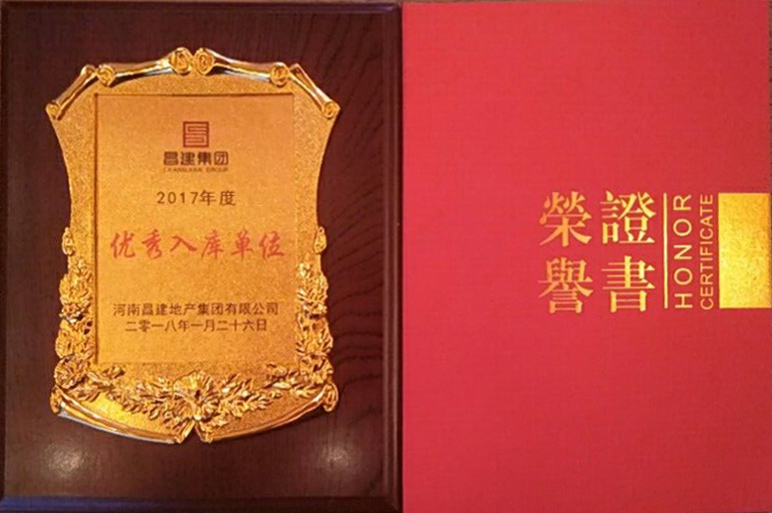 昌建集团
CHANGJIAN GROUP
2017年度
优秀入库单位
河南昌建地产集团有限公司
二零一八年一月二十六日
榮譽
證書
HONOR
CERTIFICATE